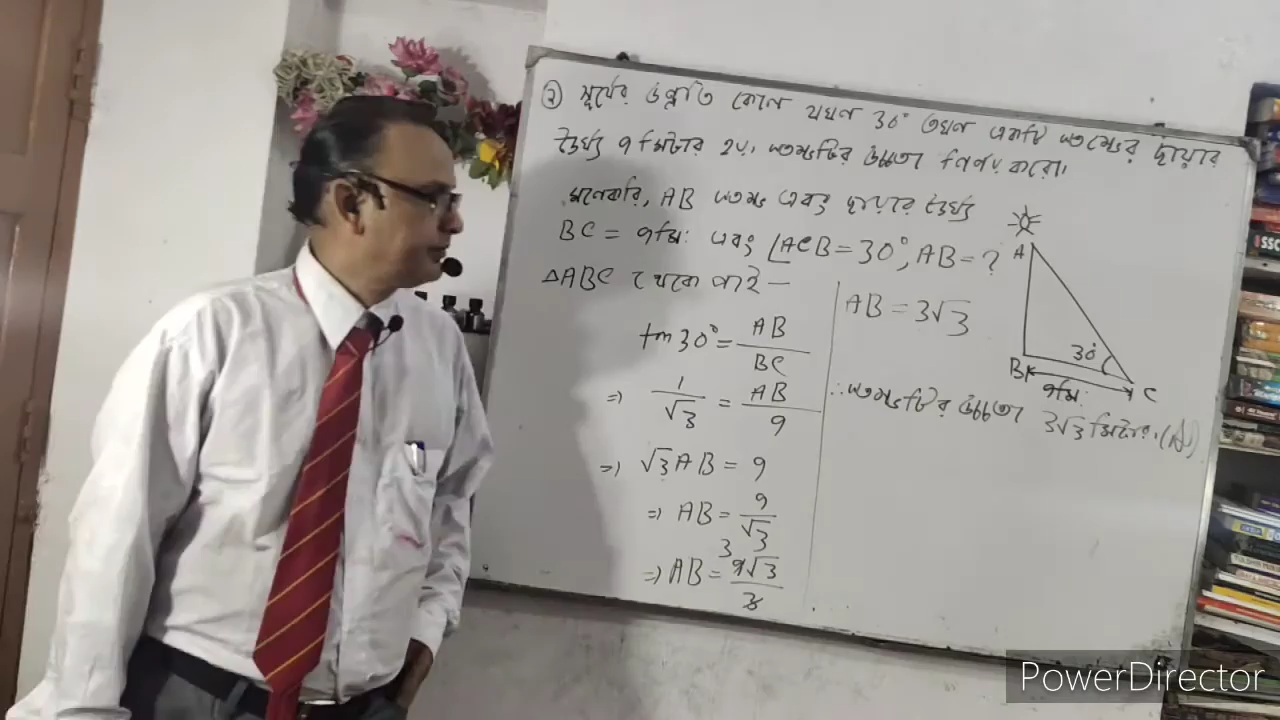 ② সূর্যের উন্নতি কোণ যখন 30° তখন একটি স্তম্ভের ছায়ার
দৈর্ঘ্য 9 মিটার হয়। স্তম্ভটির উচ্চতা নির্ণয় করো।
মনেকরি, AB স্তম্ভ এবং ছায়ার দৈর্ঘ্য
BC = 9মিঃ এবং ∠ACB = 30°, AB = ?
△ABC থেকে পাই —
tan 30° = AB / BC
⇒ 1 / √3 = AB / 9
⇒ √3 AB = 9
⇒ AB = 9 / √3
⇒ AB = 9√3 / 3
3
AB = 3√3
∴ স্তম্ভটির উচ্চতা 3√3 মিটার। (A)
A
B
C
30°
9মিঃ
SSC
PowerDirector